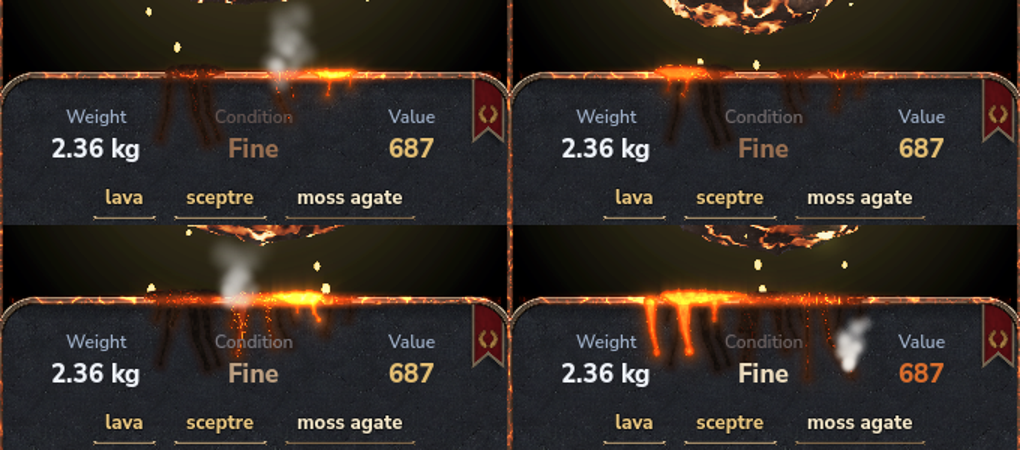 Weight Condition Value
2.36 kg Fine 687
lava sceptre moss agate
Weight Condition Value
2.36 kg Fine 687
lava sceptre moss agate
Weight Condition Value
2.36 kg Fine 687
lava sceptre moss agate
Weight Condition Value
2.36 kg Fine 687
lava sceptre moss agate